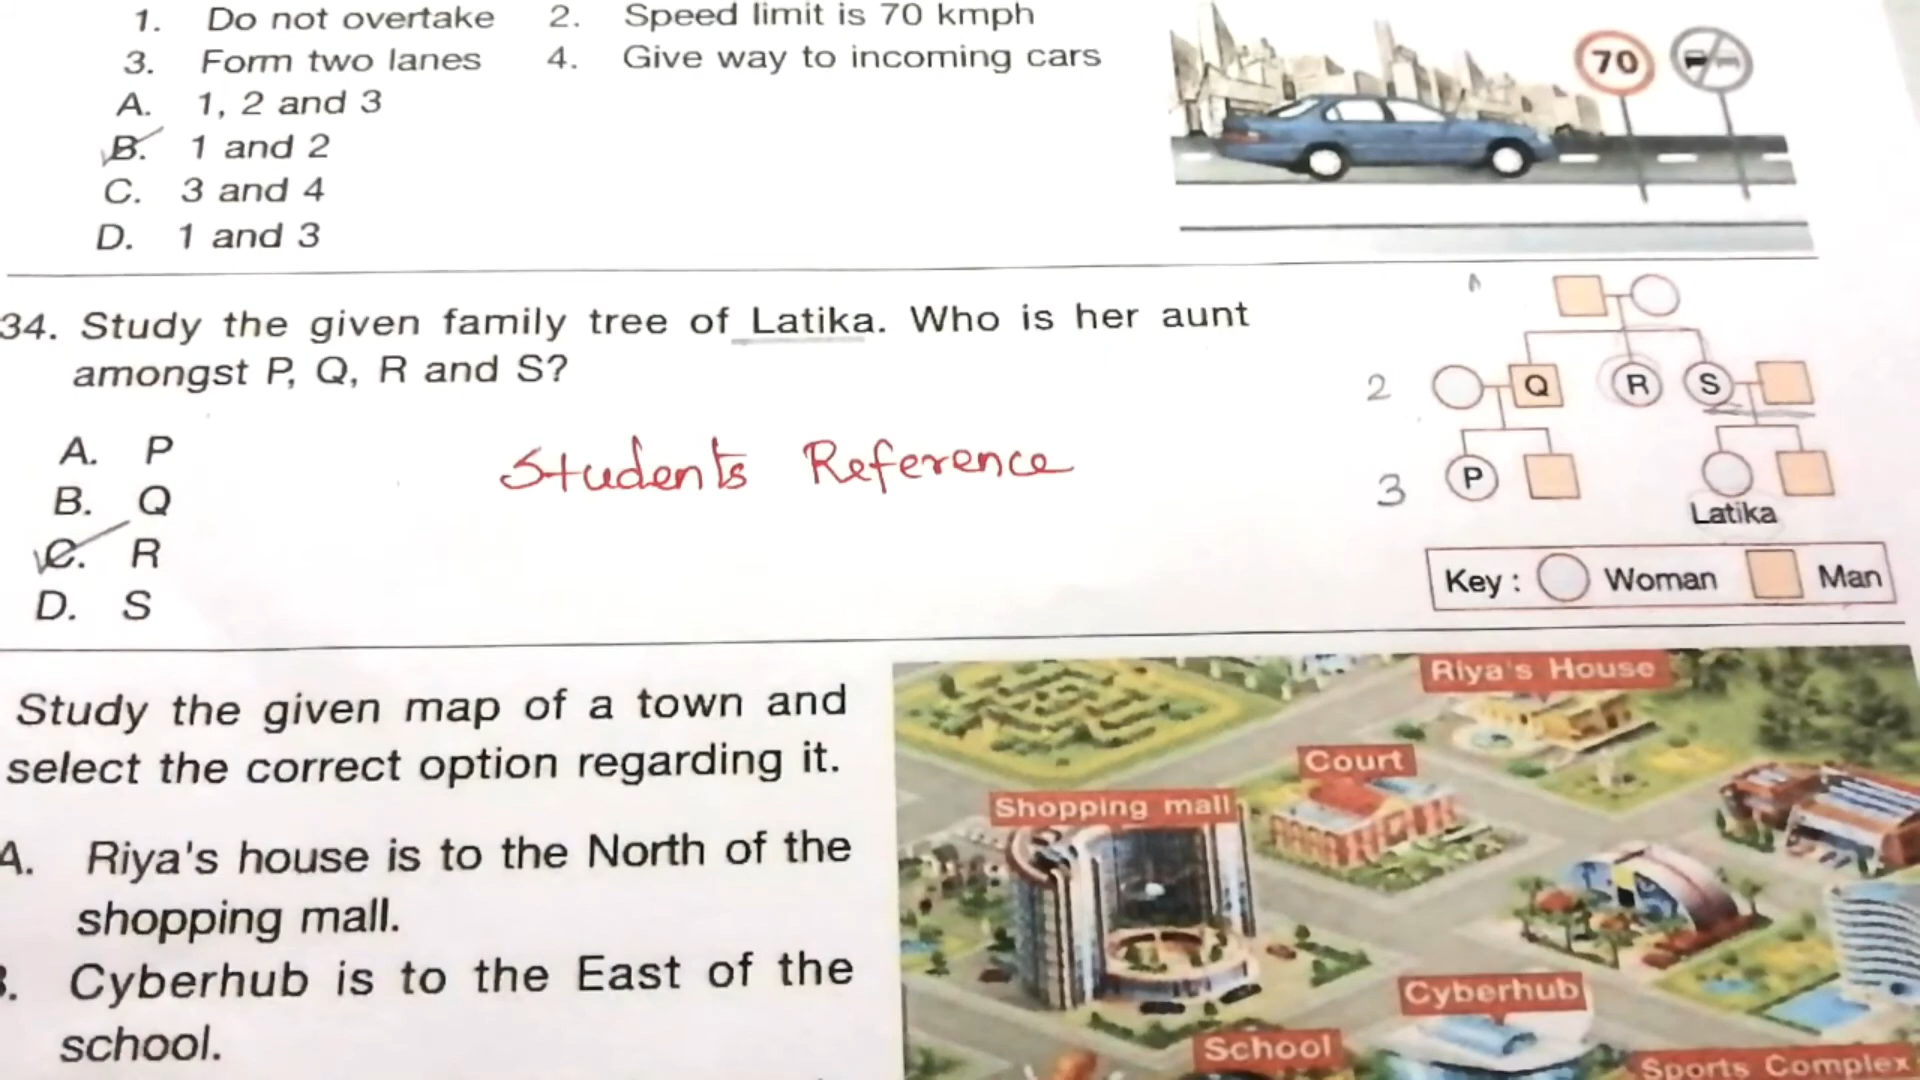 1. Do not overtake 2. Speed limit is 70 kmph
3. Form two lanes 4. Give way to incoming cars
A. 1, 2 and 3
B. 1 and 2
C. 3 and 4
D. 1 and 3
70
34. Study the given family tree of Latika. Who is her aunt
amongst P, Q, R and S?
A. P
B. Q
C. R
D. S
Students Reference
2
Q R S
3
P
Latika
Key : Woman Man
Study the given map of a town and
select the correct option regarding it.
A. Riya's house is to the North of the
shopping mall.
B. Cyberhub is to the East of the
school.
Riya's House
Court
Shopping mall
Cyberhub
School
Sports Complex